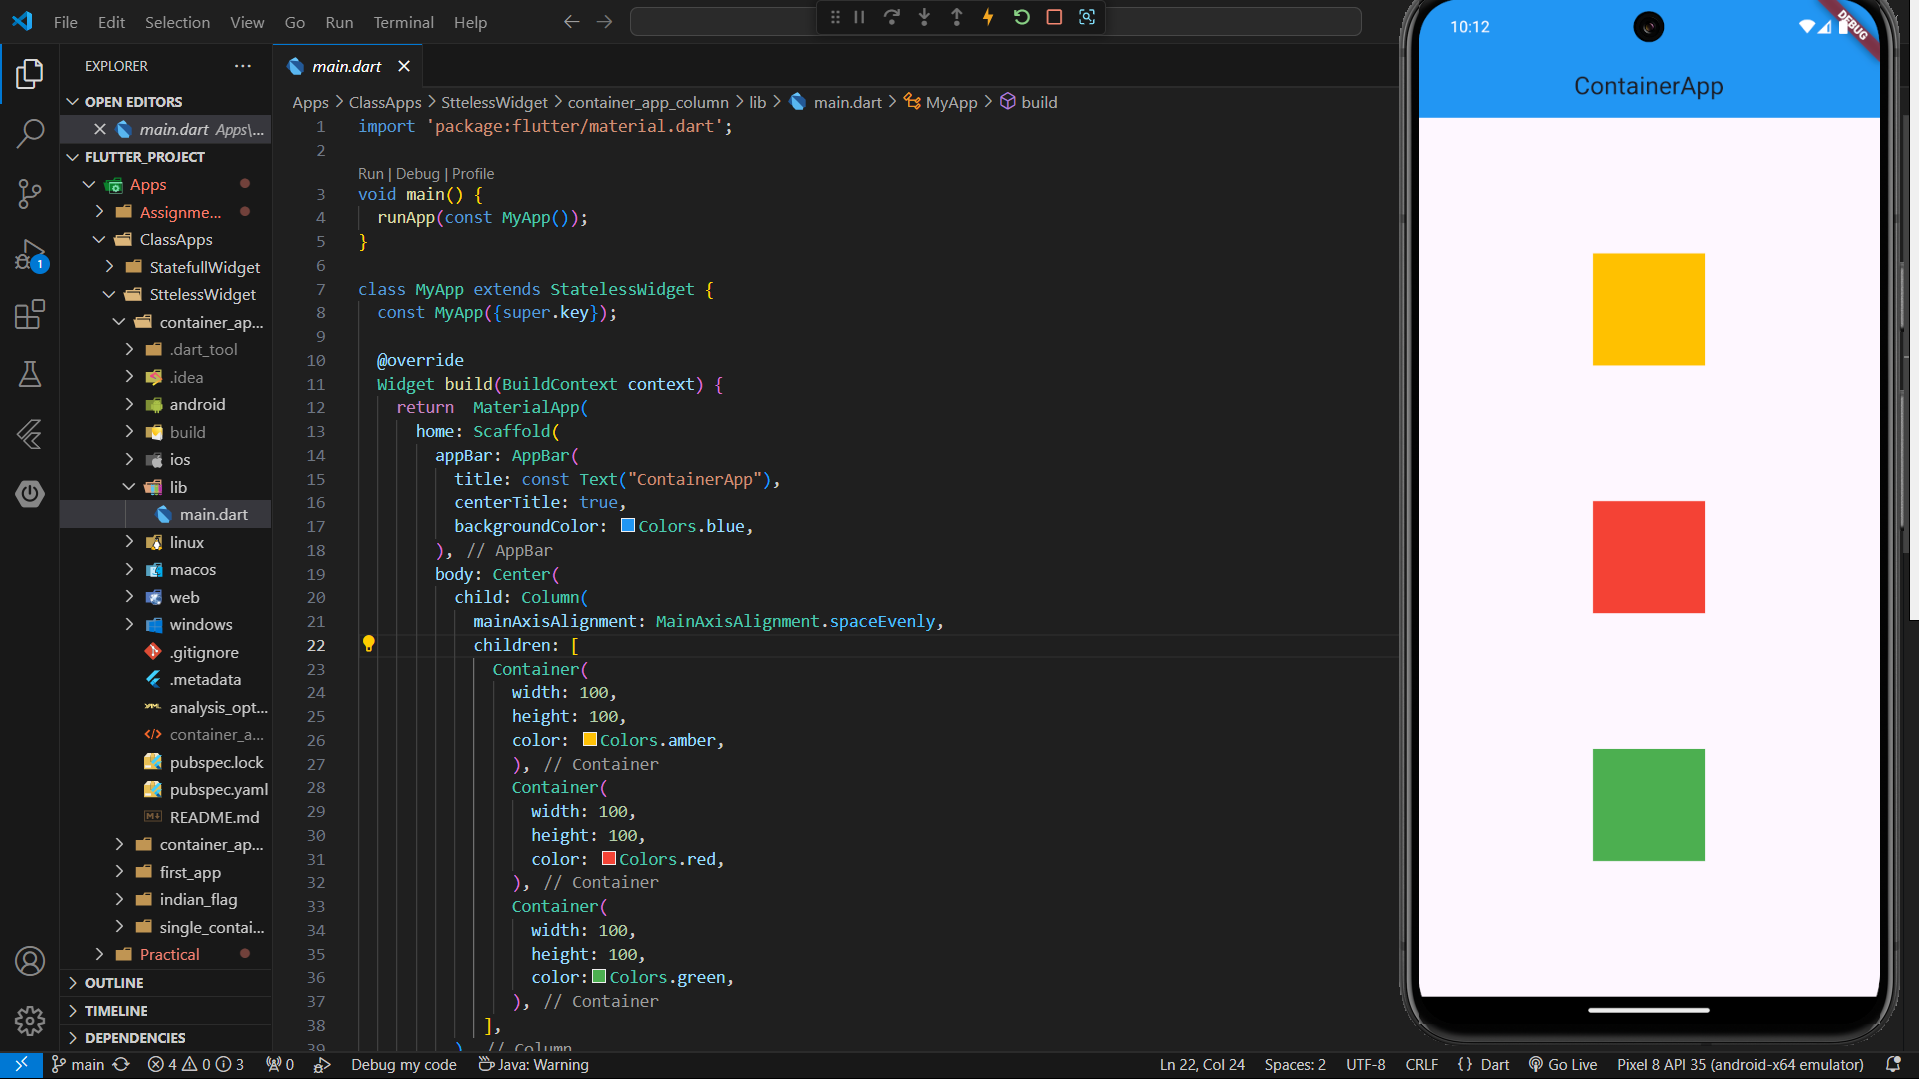 File Edit Selection View Go Run Terminal Help
EXPLORER
OPEN EDITORS
main.dart Apps\...
FLUTTER_PROJECT
Apps
Assignme...
ClassApps
StatefullWidget
SttelessWidget
container_ap...
.dart_tool
.idea
android
build
ios
lib
main.dart
linux
macos
web
windows
.gitignore
.metadata
analysis_opt...
container_a...
pubspec.lock
pubspec.yaml
README.md
container_ap...
first_app
indian_flag
single_contai...
Practical
OUTLINE
TIMELINE
DEPENDENCIES
1
main.dart
Apps > ClassApps > SttelessWidget > container_app_column > lib > main.dart > MyApp > build
1 import 'package:flutter/material.dart';
2
Run | Debug | Profile
3 void main() {
4 runApp(const MyApp());
5 }
6
7 class MyApp extends StatelessWidget {
8 const MyApp({super.key});
9
10 @override
11 Widget build(BuildContext context) {
12 return  MaterialApp(
13 home: Scaffold(
14 appBar: AppBar(
15 title: const Text("ContainerApp"),
16 centerTitle: true,
17 backgroundColor: Colors.blue,
18 ), // AppBar
19 body: Center(
20 child: Column(
21 mainAxisAlignment: MainAxisAlignment.spaceEvenly,
22 children: [
23 Container(
24 width: 100,
25 height: 100,
26 color: Colors.amber,
27 ), // Container
28 Container(
29 width: 100,
30 height: 100,
31 color: Colors.red,
32 ), // Container
33 Container(
34 width: 100,
35 height: 100,
36 color:Colors.green,
37 ), // Container
38 ],
39 ) // Column
10:12
DEBUG
ContainerApp
main 4 0 3 0 Debug my code Java: Warning Ln 22, Col 24 Spaces: 2 UTF-8 CRLF {} Dart Go Live Pixel 8 API 35 (android-x64 emulator)